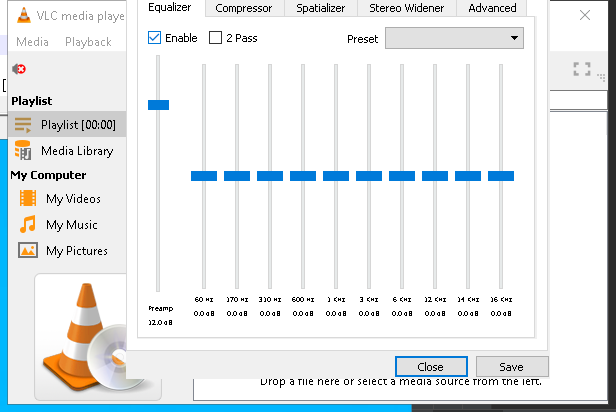 VLC media playe
Media Playback
Equalizer Compressor Spatializer Stereo Widener Advanced
Enable 2 Pass Preset
Playlist
Playlist [00:00]
Media Library
My Computer
My Videos
My Music
My Pictures
60 Hz 170 Hz 310 Hz 600 Hz 1 KHz 3 KHz 6 KHz 12 KHz 14 KHz 16 KHz
Preamp 0.0 dB 0.0 dB 0.0 dB 0.0 dB 0.0 dB 0.0 dB 0.0 dB 0.0 dB 0.0 dB 0.0 dB
12.0 dB
Close Save
Drop a file here or select a media source from the left.